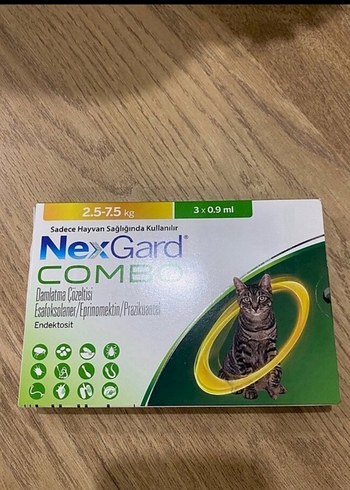 2.5-7.5 kg
3 x 0.9 ml
Sadece Hayvan Sağlığında Kullanılır
NexGard®
COMBO
Damlatma Çözeltisi
Esafoksolaner/Eprinomektin/Prazikuantel
Endektosit